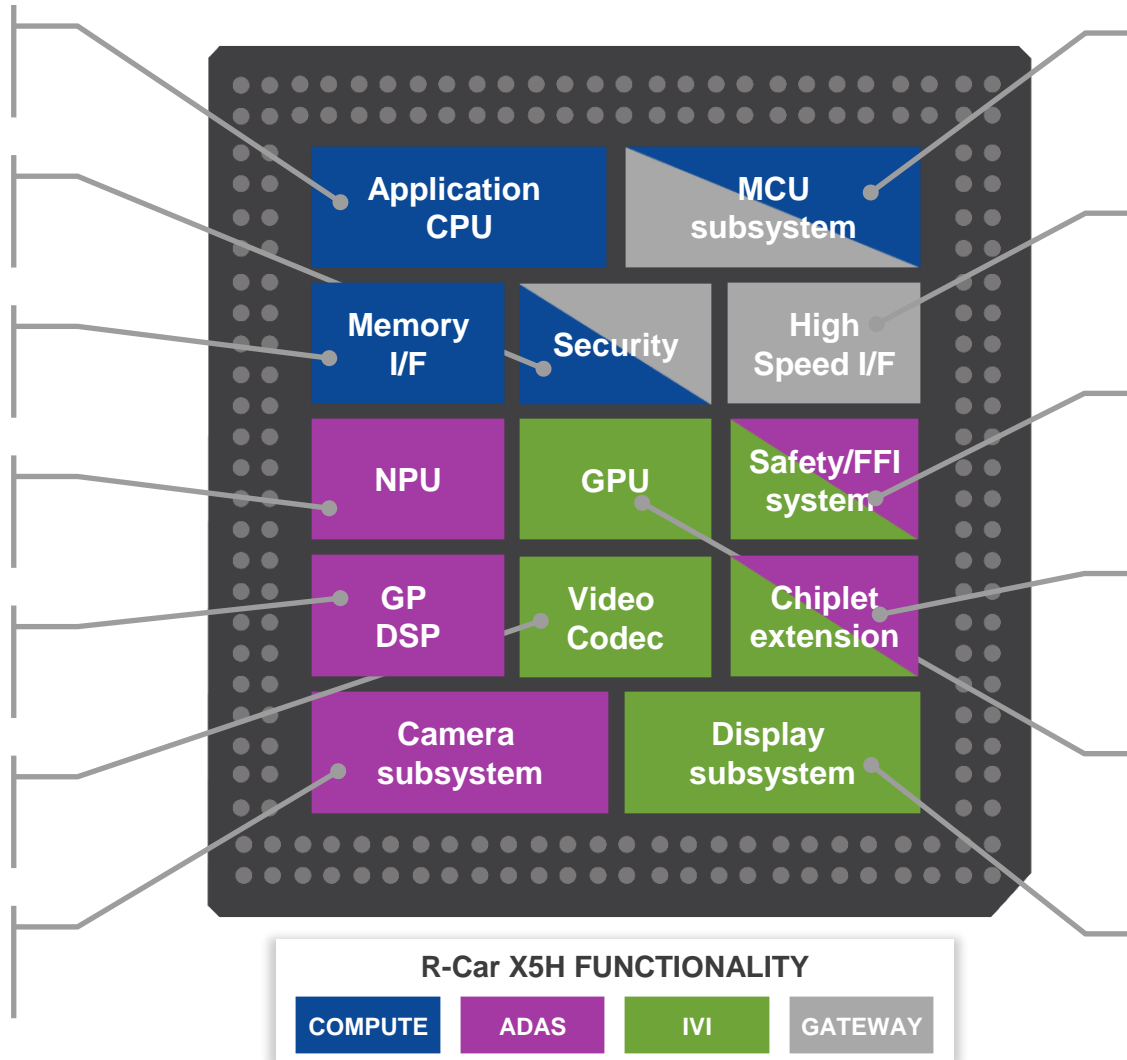 Application
CPU
MCU
subsystem
Memory
I/F
Security
High
Speed I/F
NPU
GPU
Safety/FFI
system
GP
DSP
Video
Codec
Chiplet
extension
Camera
subsystem
Display
subsystem
R-Car X5H FUNCTIONALITY
COMPUTE
ADAS
IVI
GATEWAY